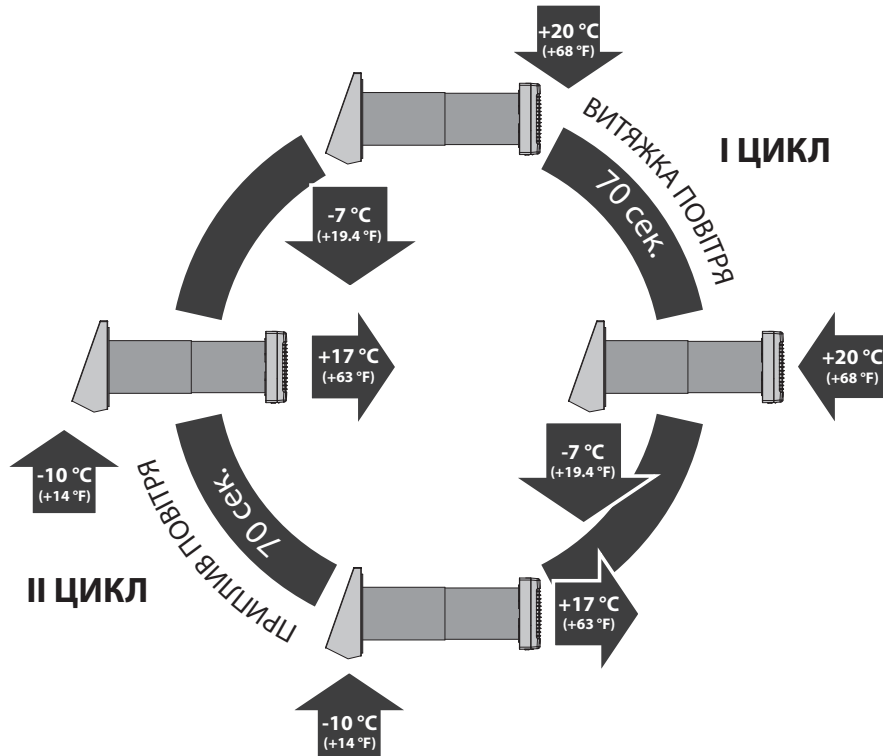 +20 °C
(+68 °F)
ВИТЯЖКА ПОВІТРЯ
70 сек.
I ЦИКЛ
-7 °C
(+19.4 °F)
+17 °C
(+63 °F)
+20 °C
(+68 °F)
-10 °C
(+14 °F)
-7 °C
(+19.4 °F)
70 сек.
ПРИПЛИВ ПОВІТРЯ
II ЦИКЛ
+17 °C
(+63 °F)
-10 °C
(+14 °F)